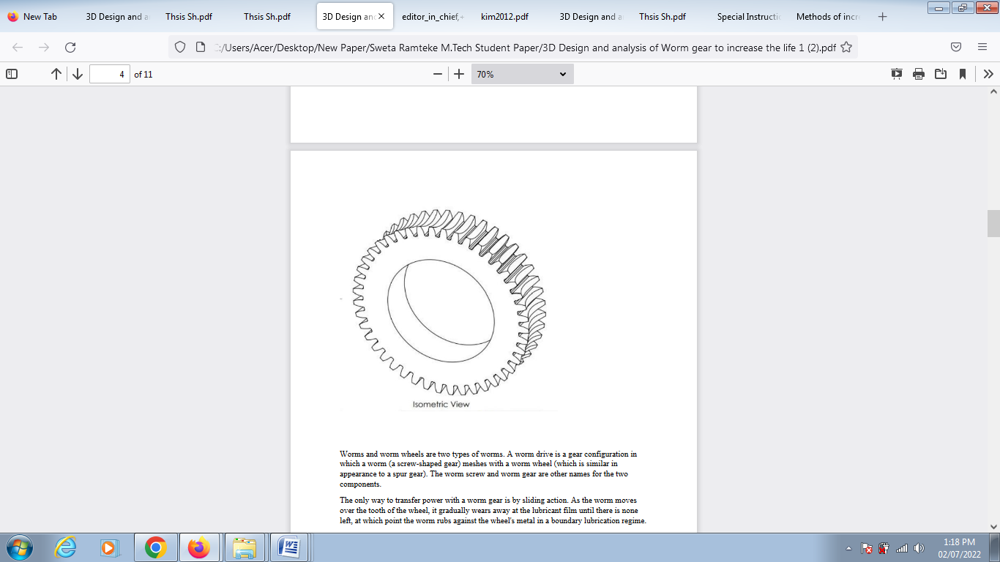 New Tab
3D Design and a
Thsis Sh.pdf
Thsis Sh.pdf
3D Design and
editor_in_chief,+
kim2012.pdf
3D Design and a
Thsis Sh.pdf
Special Instructi
Methods of incr
:/Users/Acer/Desktop/New Paper/Sweta Ramteke M.Tech Student Paper/3D Design and analysis of Worm gear to increase the life 1 (2).pdf
4 of 11
70%
Isometric View
Worms and worm wheels are two types of worms. A worm drive is a gear configuration in
which a worm (a screw-shaped gear) meshes with a worm wheel (which is similar in
appearance to a spur gear). The worm screw and worm gear are other names for the two
components.
The only way to transfer power with a worm gear is by sliding action. As the worm moves
over the tooth of the wheel, it gradually wears away at the lubricant film until there is none
left, at which point the worm rubs against the wheel's metal in a boundary lubrication regime.
1:18 PM
02/07/2022